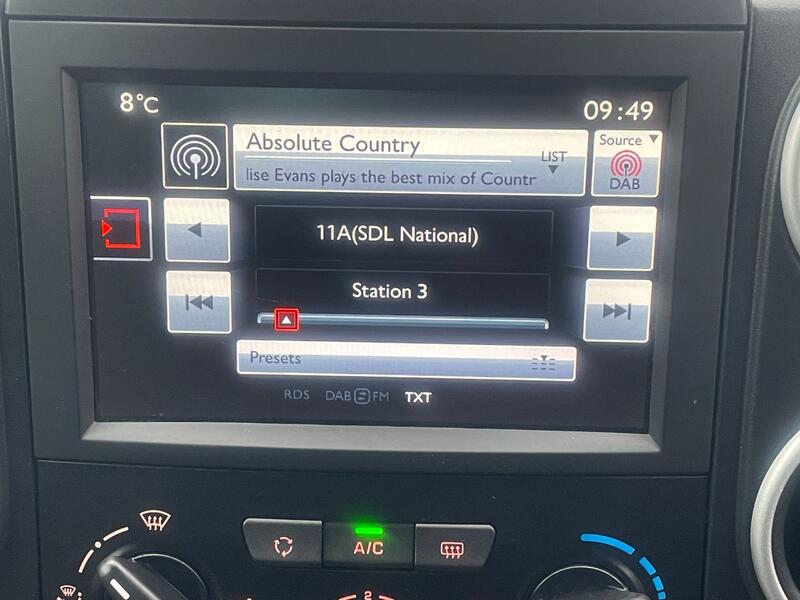 8°C
09:49
Absolute Country
LIST
Source
lise Evans plays the best mix of Countr
DAB
11A(SDL National)
Station 3
Presets
RDS DAB FM TXT
A/C
2